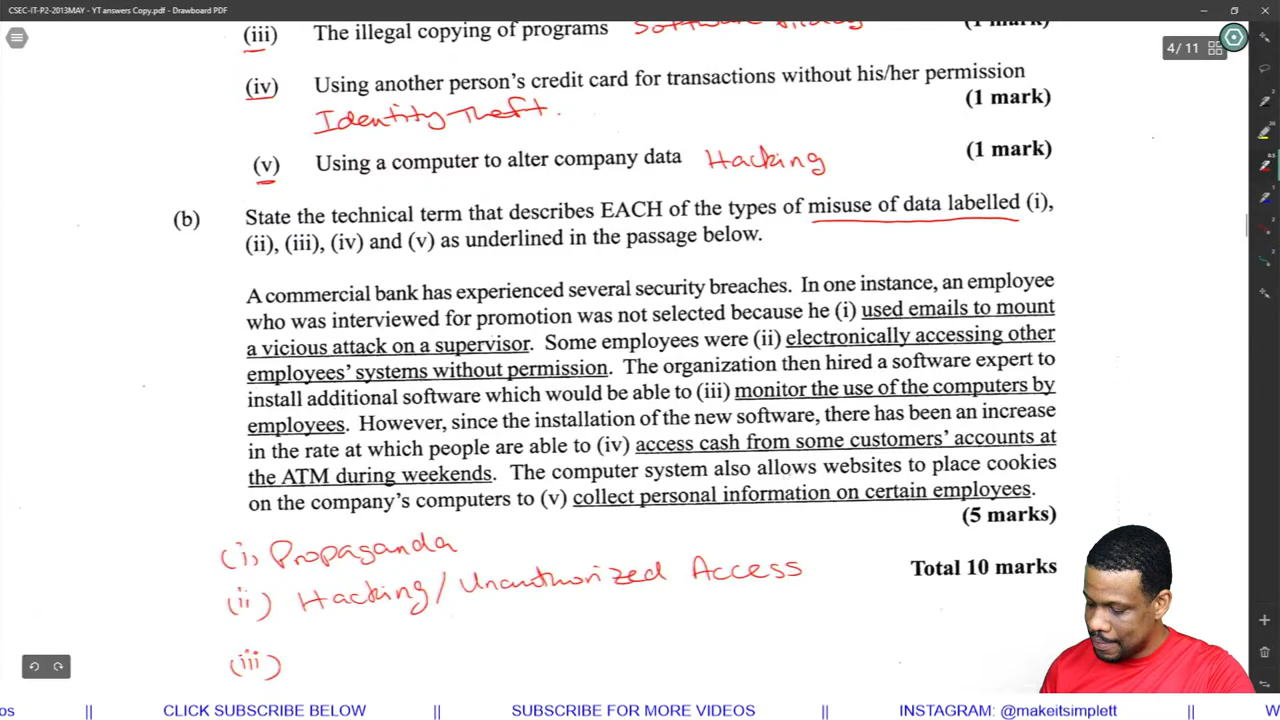 CSEC-IT-P2-2013MAY - YT answers Copy.pdf - Drawboard PDF
(iii) The illegal copying of programs Software
4/11
(iv) Using another person's credit card for transactions without his/her permission
(1 mark)
Identity Theft.
(v) Using a computer to alter company data Hacking (1 mark)
(b) State the technical term that describes EACH of the types of misuse of data labelled (i),
(ii), (iii), (iv) and (v) as underlined in the passage below.
A commercial bank has experienced several security breaches. In one instance, an employee
who was interviewed for promotion was not selected because he (i) used emails to mount
a vicious attack on a supervisor. Some employees were (ii) electronically accessing other
employees' systems without permission. The organization then hired a software expert to
install additional software which would be able to (iii) monitor the use of the computers by
employees. However, since the installation of the new software, there has been an increase
in the rate at which people are able to (iv) access cash from some customers' accounts at
the ATM during weekends. The computer system also allows websites to place cookies
on the company's computers to (v) collect personal information on certain employees.
(5 marks)
(i) Propaganda
Total 10 marks
(ii) Hacking/Unauthorized Access
(iii)
os || CLICK SUBSCRIBE BELOW || SUBSCRIBE FOR MORE VIDEOS || INSTAGRAM: @makeitsimplett || W